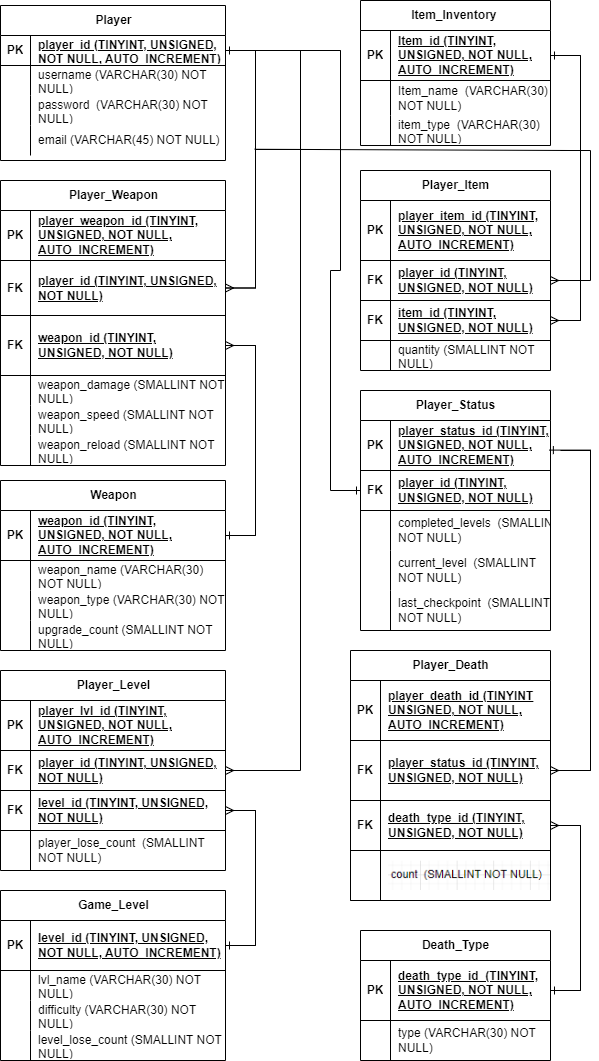 Player
PK
player_id (TINYINT, UNSIGNED,
NOT NULL, AUTO_INCREMENT)
username (VARCHAR(30) NOT
NULL)
password (VARCHAR(30) NOT
NULL)
email (VARCHAR(45) NOT NULL)
Player_Weapon
PK
player_weapon_id (TINYINT,
UNSIGNED, NOT NULL,
AUTO_INCREMENT)
FK
player_id (TINYINT, UNSIGNED,
NOT NULL)
FK
weapon_id (TINYINT,
UNSIGNED, NOT NULL)
weapon_damage (SMALLINT NOT
NULL)
weapon_speed (SMALLINT NOT
NULL)
weapon_reload (SMALLINT NOT
NULL)
Weapon
PK
weapon_id (TINYINT,
UNSIGNED, NOT NULL,
AUTO_INCREMENT)
weapon_name (VARCHAR(30)
NOT NULL)
weapon_type (VARCHAR(30) NOT
NULL)
upgrade_count (SMALLINT NOT
NULL)
Player_Level
PK
player_lvl_id (TINYINT,
UNSIGNED, NOT NULL,
AUTO_INCREMENT)
FK
player_id (TINYINT, UNSIGNED,
NOT NULL)
FK
level_id (TINYINT, UNSIGNED,
NOT NULL)
player_lose_count (SMALLINT
NOT NULL)
Game_Level
PK
level_id (TINYINT, UNSIGNED,
NOT NULL, AUTO_INCREMENT)
lvl_name (VARCHAR(30) NOT
NULL)
difficulty (VARCHAR(30) NOT
NULL)
level_lose_count (SMALLINT NOT
NULL)
Item_Inventory
PK
Item_id (TINYINT,
UNSIGNED, NOT NULL,
AUTO_INCREMENT)
Item_name (VARCHAR(30)
NOT NULL)
item_type (VARCHAR(30)
NOT NULL)
Player_Item
PK
player_item_id (TINYINT,
UNSIGNED, NOT NULL,
AUTO_INCREMENT)
FK
player_id (TINYINT,
UNSIGNED, NOT NULL)
FK
item_id (TINYINT,
UNSIGNED, NOT NULL)
quantity (SMALLINT NOT
NULL)
Player_Status
PK
player_status_id (TINYINT,
UNSIGNED, NOT NULL,
AUTO_INCREMENT)
FK
player_id (TINYINT,
UNSIGNED, NOT NULL)
completed_levels (SMALLIN
NOT NULL)
current_level (SMALLINT
NOT NULL)
last_checkpoint (SMALLINT
NOT NULL)
Player_Death
PK
player_death_id (TINYINT
UNSIGNED, NOT NULL,
AUTO_INCREMENT)
FK
player_status_id (TINYINT,
UNSIGNED, NOT NULL)
FK
death_type_id (TINYINT,
UNSIGNED, NOT NULL)
count (SMALLINT NOT NULL)
Death_Type
PK
death_type_id (TINYINT,
UNSIGNED, NOT NULL,
AUTO_INCREMENT)
type (VARCHAR(30) NOT
NULL)